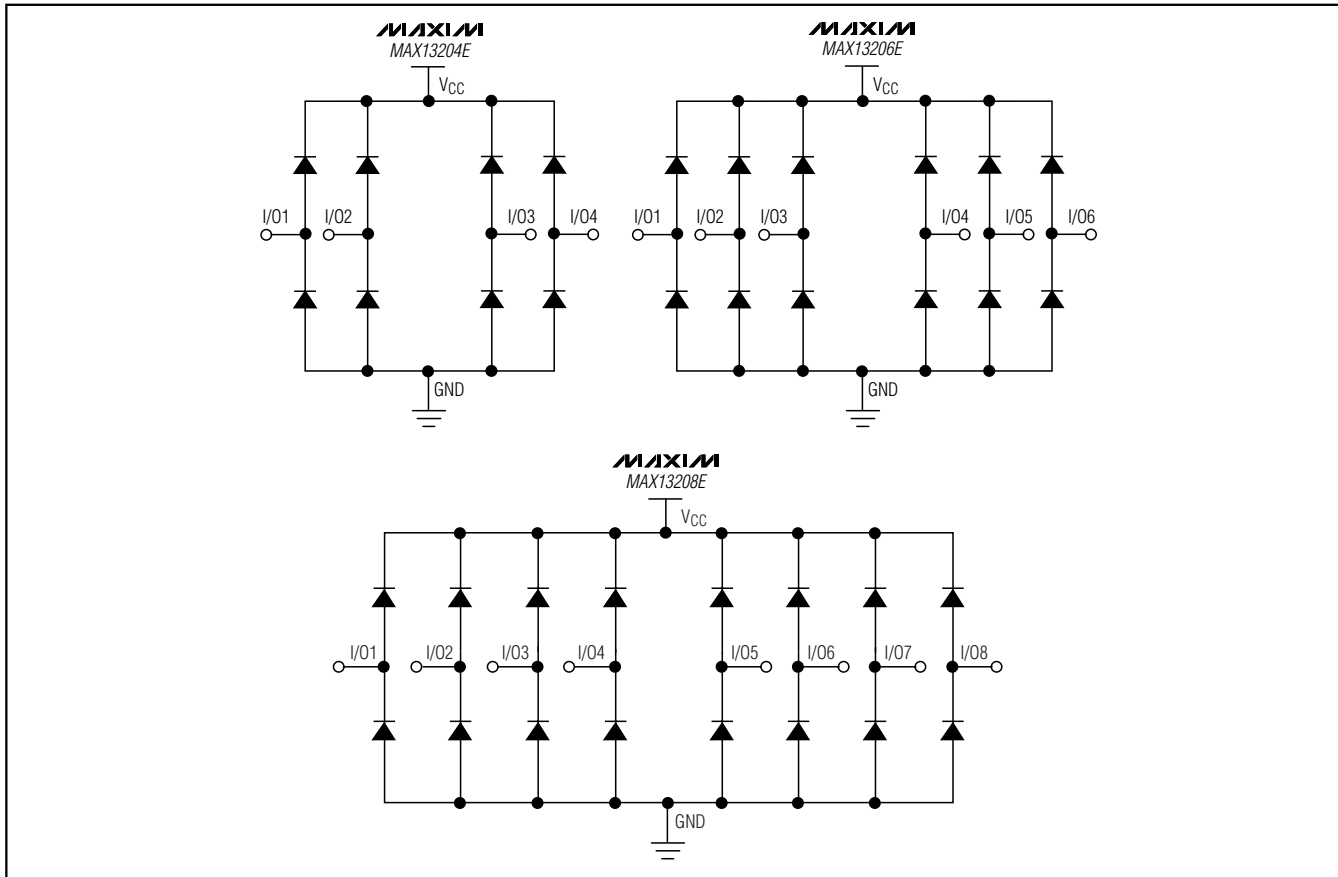 MAXIM
MAX13204E
VCC
I/O1
I/O2
I/O3
I/O4
GND
MAXIM
MAX13206E
VCC
I/O1
I/O2
I/O3
I/O4
I/O5
I/O6
GND
MAXIM
MAX13208E
VCC
I/O1
I/O2
I/O3
I/O4
I/O5
I/O6
I/O7
I/O8
GND